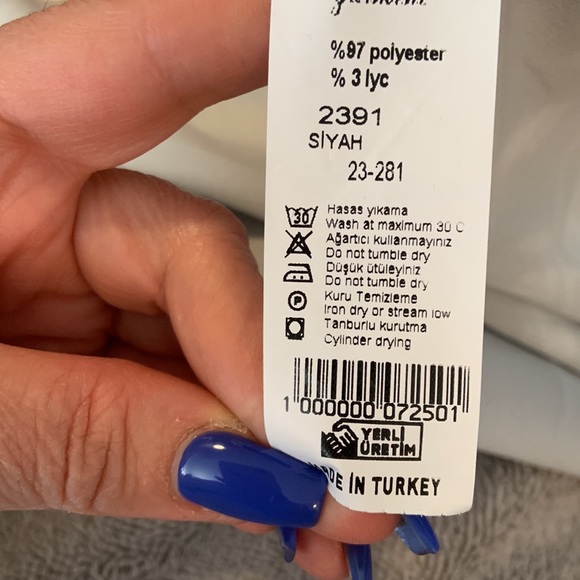 %97 polyester
% 3 lyc
2391
SİYAH
23-281
30
Hasas yıkama
Wash at maximum 30 C
Ağartıcı kullanmayınız
Do not tumble dry
Düşük ütüleyiniz
Do not tumble dry
P
Kuru Temizleme
Iron dry or stream low
Tanburlu kurutma
Cylinder drying
1 000000 072501
YERLİ
ÜRETİM
MADE İN TURKEY